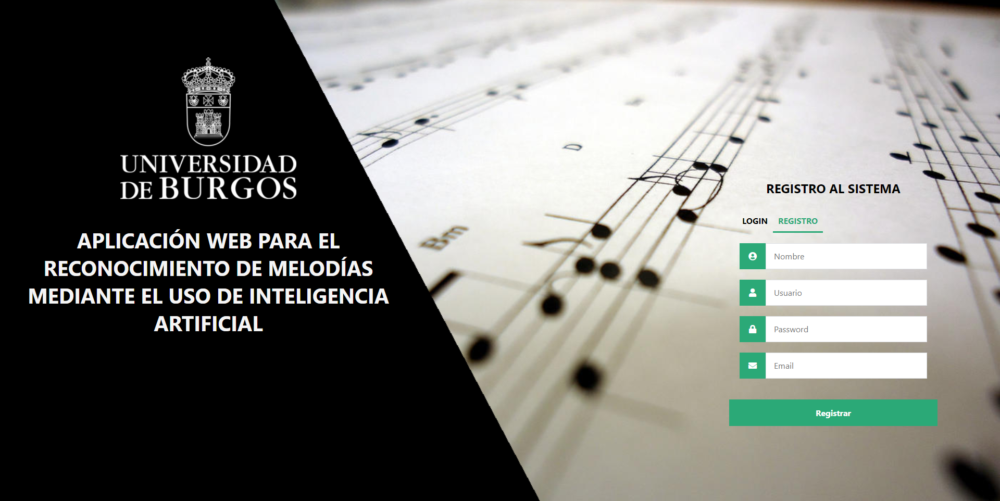 UNIVERSIDAD
DE BURGOS
APLICACIÓN WEB PARA EL
RECONOCIMIENTO DE MELODÍAS
MEDIANTE EL USO DE INTELIGENCIA
ARTIFICIAL
D
Bm
REGISTRO AL SISTEMA
LOGIN REGISTRO
Nombre
Usuario
Password
Email
Registrar